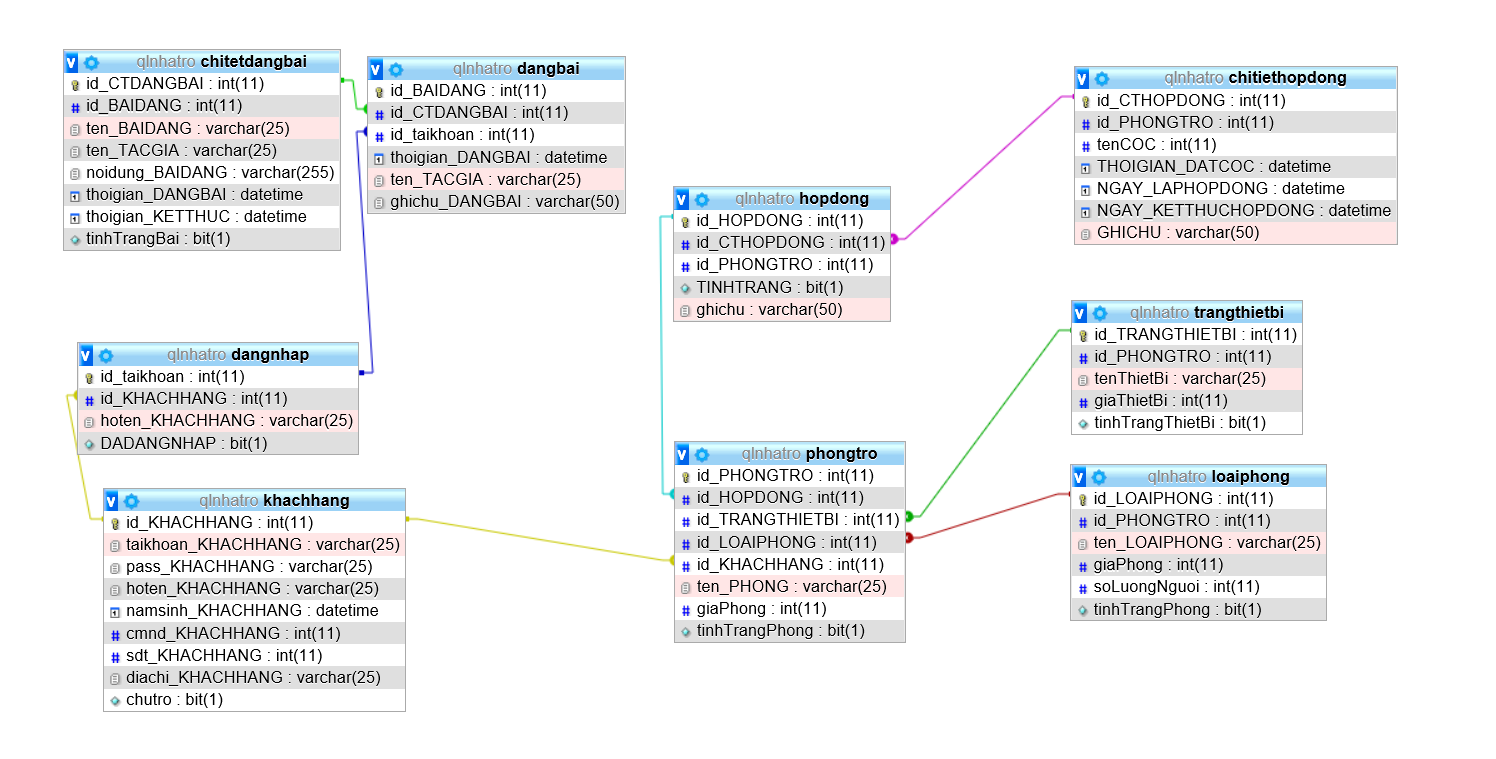 qlnhatro chitetdangbai
id_CTDANGBAI : int(11)
id_BAIDANG : int(11)
ten_BAIDANG : varchar(25)
ten_TACGIA : varchar(25)
noidung_BAIDANG : varchar(255)
thoigian_DANGBAI : datetime
thoigian_KETTHUC : datetime
tinhTrangBai : bit(1)
qlnhatro dangbai
id_BAIDANG : int(11)
id_CTDANGBAI : int(11)
id_taikhoan : int(11)
thoigian_DANGBAI : datetime
ten_TACGIA : varchar(25)
ghichu_DANGBAI : varchar(50)
qlnhatro chitiethopdong
id_CTHOPDONG : int(11)
id_PHONGTRO : int(11)
tenCOC : int(11)
THOIGIAN_DATCOC : datetime
NGAY_LAPHOPDONG : datetime
NGAY_KETTHUCHOPDONG : datetime
GHICHU : varchar(50)
qlnhatro hopdong
id_HOPDONG : int(11)
id_CTHOPDONG : int(11)
id_PHONGTRO : int(11)
TINHTRANG : bit(1)
ghichu : varchar(50)
qlnhatro trangthietbi
id_TRANGTHIETBI : int(11)
id_PHONGTRO : int(11)
tenThietBi : varchar(25)
giaThietBi : int(11)
tinhTrangThietBi : bit(1)
qlnhatro dangnhap
id_taikhoan : int(11)
id_KHACHHANG : int(11)
hoten_KHACHHANG : varchar(25)
DADANGNHAP : bit(1)
qlnhatro phongtro
id_PHONGTRO : int(11)
id_HOPDONG : int(11)
id_TRANGTHIETBI : int(11)
id_LOAIPHONG : int(11)
id_KHACHHANG : int(11)
ten_PHONG : varchar(25)
giaPhong : int(11)
tinhTrangPhong : bit(1)
qlnhatro loaiphong
id_LOAIPHONG : int(11)
id_PHONGTRO : int(11)
ten_LOAIPHONG : varchar(25)
giaPhong : int(11)
soLuongNguoi : int(11)
tinhTrangPhong : bit(1)
qlnhatro khachhang
id_KHACHHANG : int(11)
taikhoan_KHACHHANG : varchar(25)
pass_KHACHHANG : varchar(25)
hoten_KHACHHANG : varchar(25)
namsinh_KHACHHANG : datetime
cmnd_KHACHHANG : int(11)
sdt_KHACHHANG : int(11)
diachi_KHACHHANG : varchar(25)
chutro : bit(1)